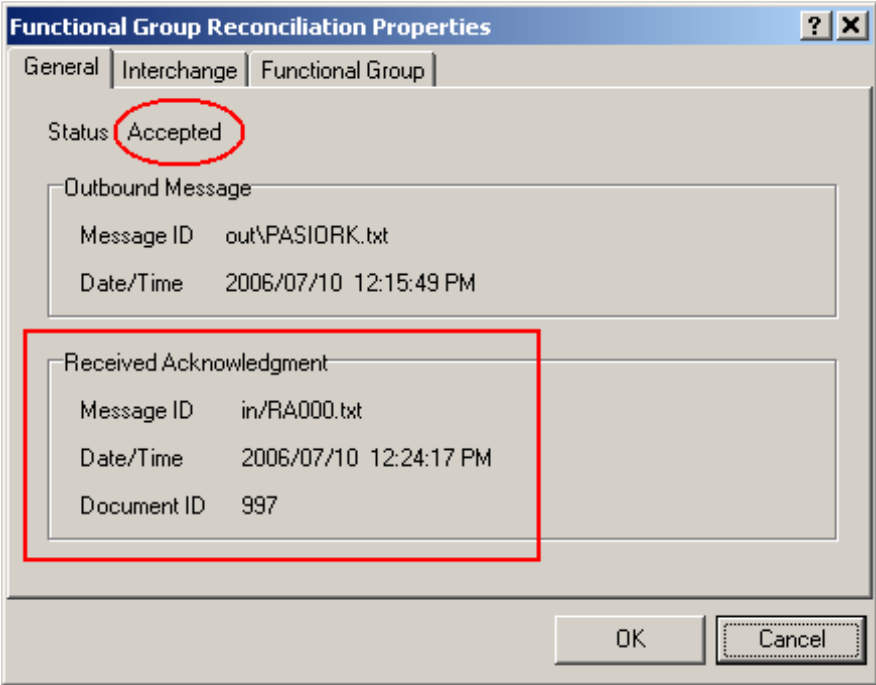 Functional Group Reconciliation Properties
General Interchange Functional Group
Status Accepted
Outbound Message
Message ID out\PASIORK.txt
Date/Time 2006/07/10 12:15:49 PM
Received Acknowledgment
Message ID in/RA000.txt
Date/Time 2006/07/10 12:24:17 PM
Document ID 997
OK Cancel